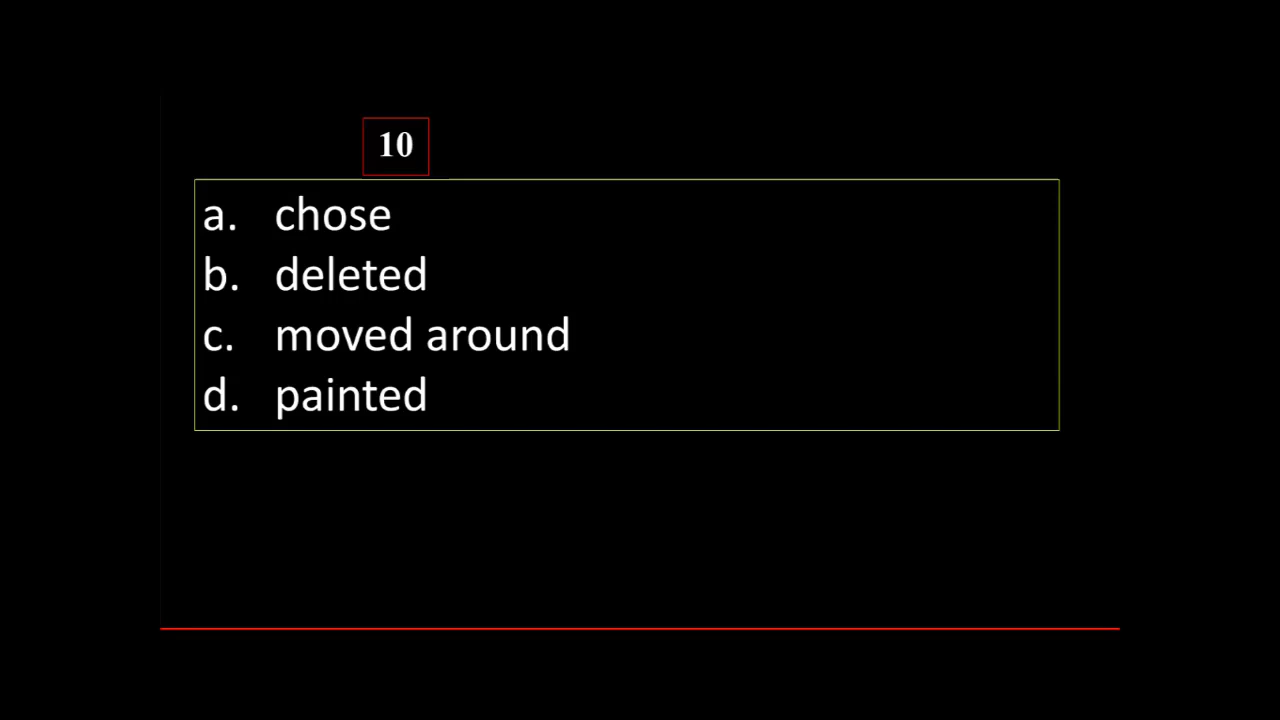 10
a. chose
b. deleted
c. moved around
d. painted